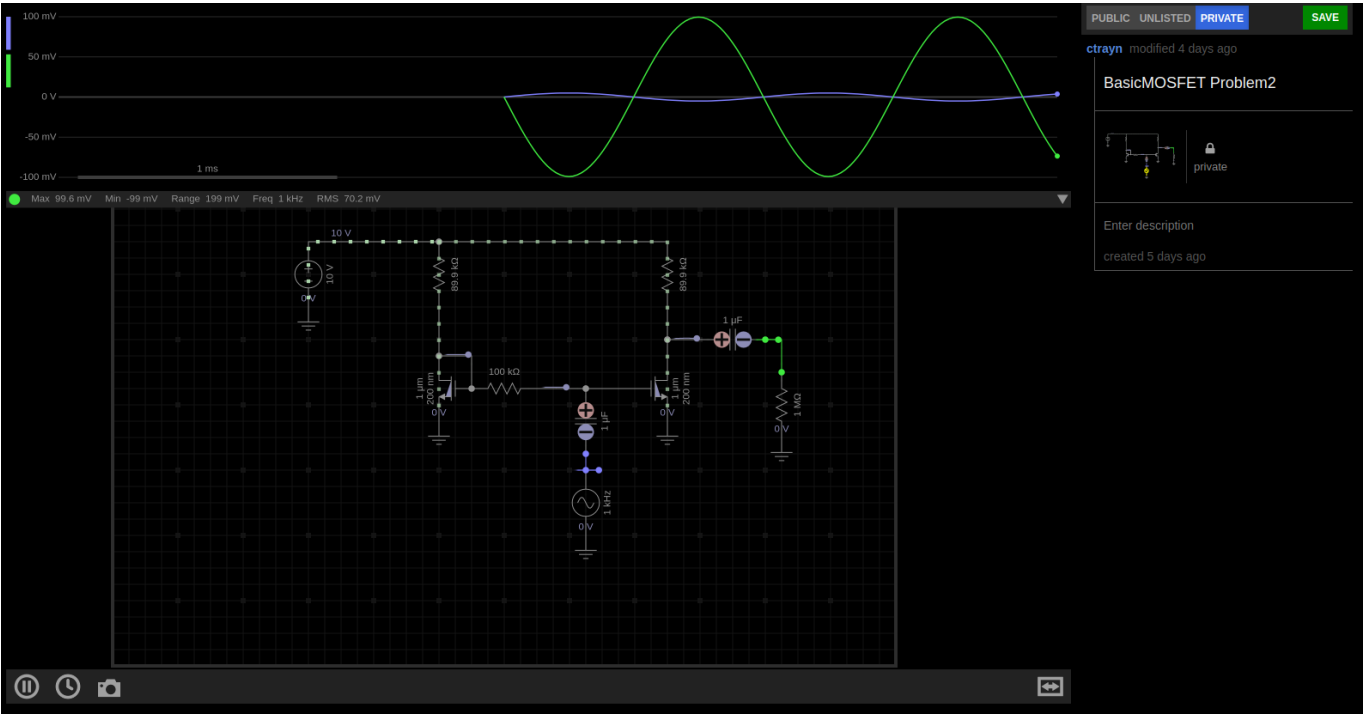 100 mV
50 mV
0 V
-50 mV
-100 mV
1 ms
Max 99.6 mV Min -99 mV Range 199 mV Freq 1 kHz RMS 70.2 mV
PUBLIC UNLISTED PRIVATE SAVE
ctrayn modified 4 days ago
BasicMOSFET Problem2
private
Enter description
created 5 days ago
10 V
10 V
0 V
89.9 kΩ
89.9 kΩ
1 µF
100 kΩ
1 µm
200 nm
0 V
1 µm
200 nm
0 V
1 µF
1 MΩ
0 V
1 kHz
0 V